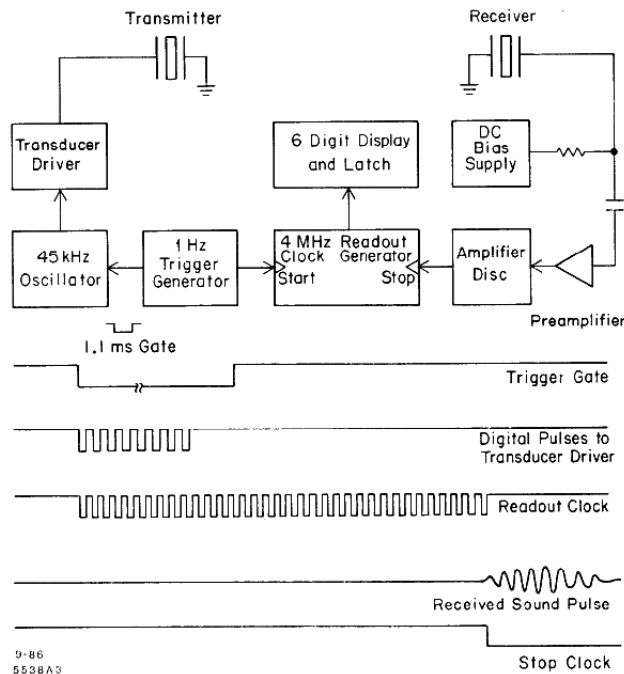 Transmitter
Receiver
Transducer
Driver
6 Digit Display
and Latch
DC
Bias
Supply
45 kHz
Oscillator
1 Hz
Trigger
Generator
4 MHz Readout
Clock Generator
Start Stop
Amplifier
Disc
Preamplifier
1.1 ms Gate
Trigger Gate
Digital Pulses to
Transducer Driver
Readout Clock
Received Sound Pulse
Stop Clock
9-86
5538A3